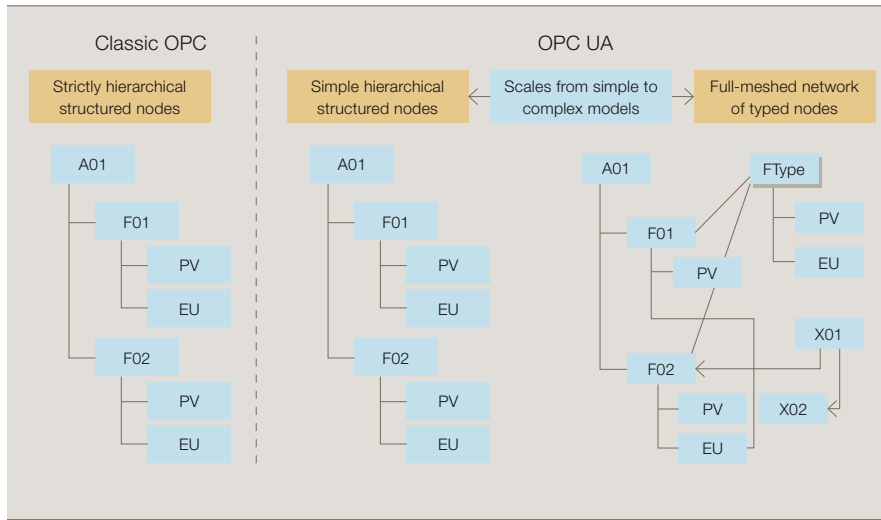 Classic OPC
OPC UA
Strictly hierarchical
structured nodes
Simple hierarchical
structured nodes
Scales from simple to
complex models
Full-meshed network
of typed nodes
A01
F01
PV
EU
F02
PV
EU
A01
F01
PV
EU
F02
PV
EU
A01
F01
PV
F02
PV
EU
FType
PV
EU
X01
X02